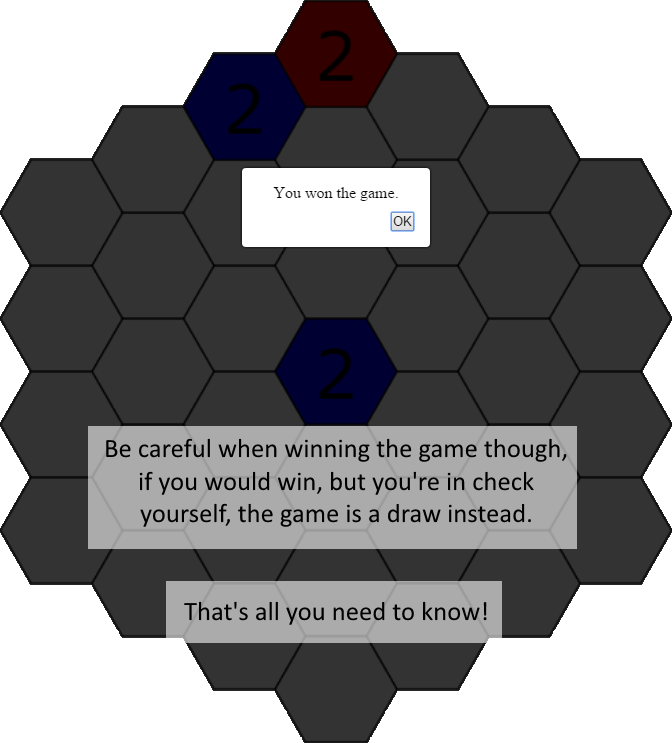 2
2
You won the game.
OK
2
Be careful when winning the game though,
if you would win, but you're in check
yourself, the game is a draw instead.
That's all you need to know!